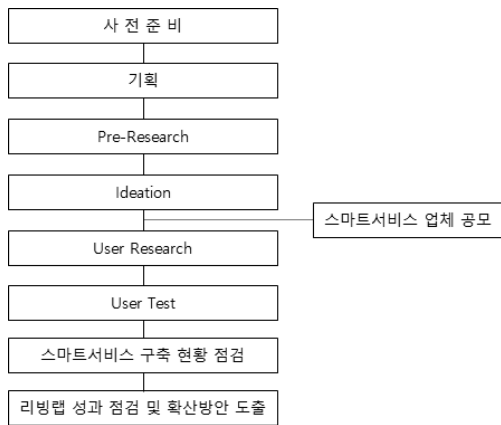 사 전 준 비
기획
Pre-Research
Ideation
스마트서비스 업체 공모
User Research
User Test
스마트서비스 구축 현황 점검
리빙랩 성과 점검 및 확산방안 도출